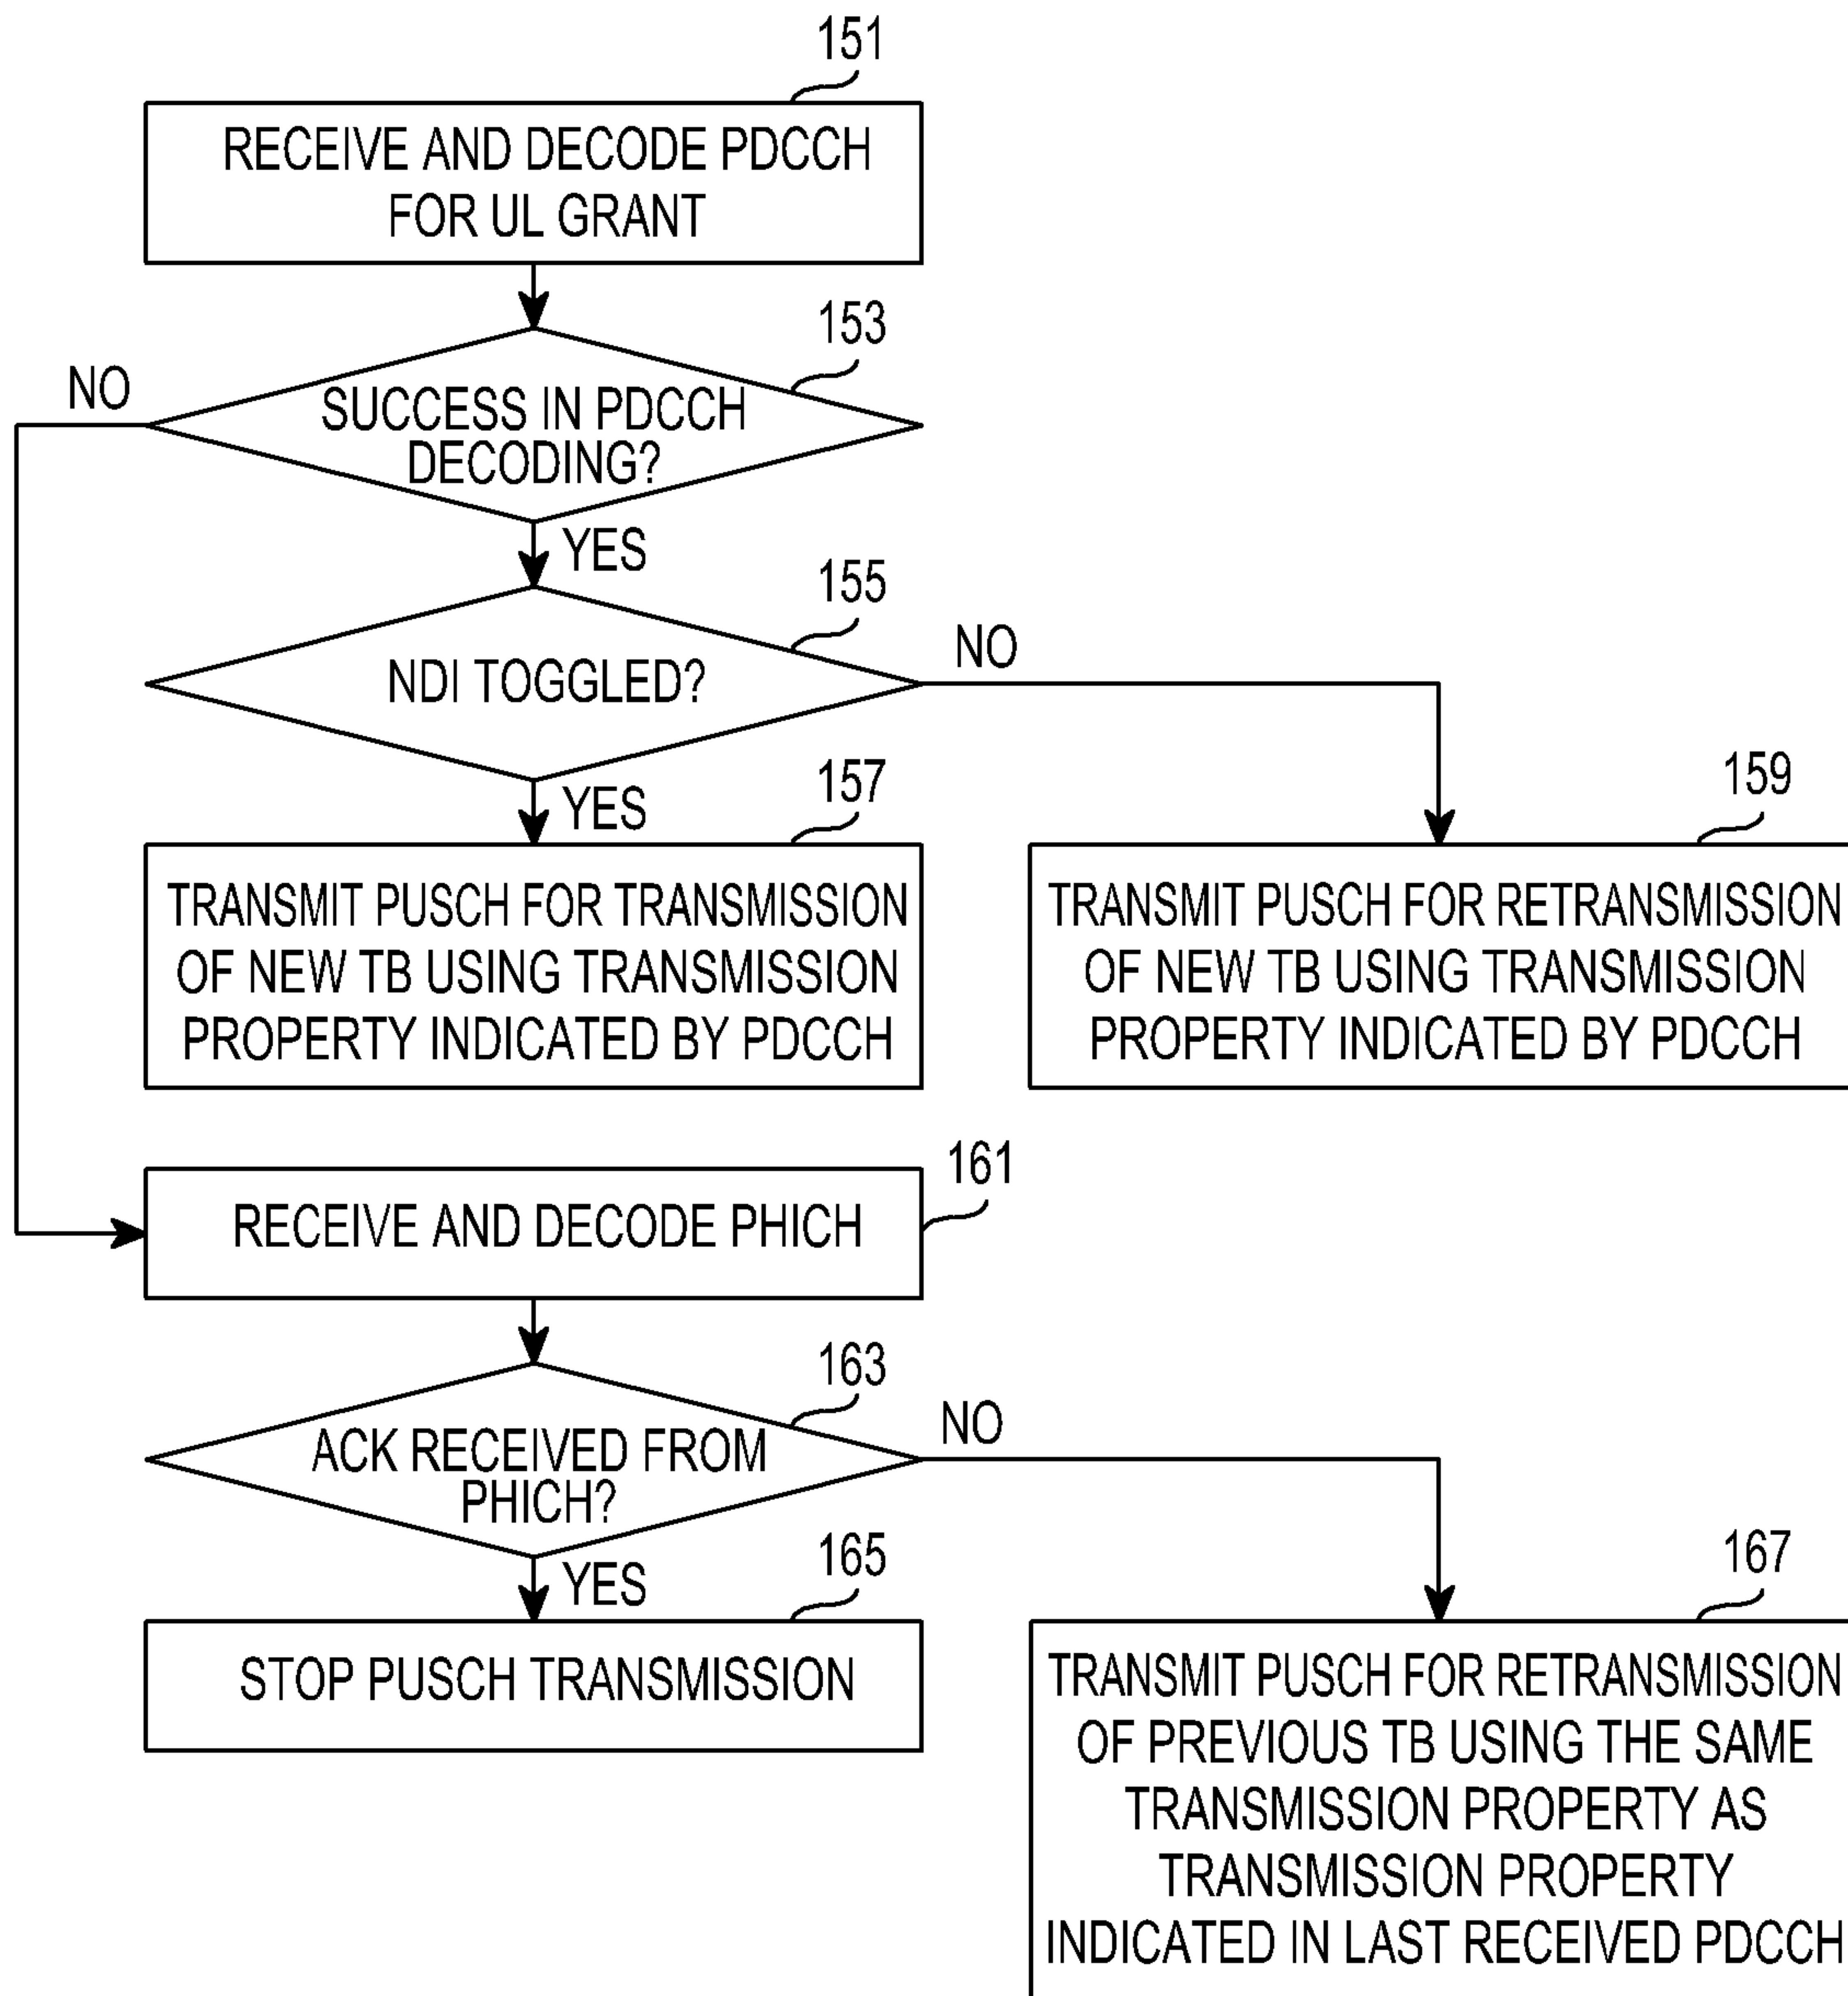 151
RECEIVE AND DECODE PDCCH
FOR UL GRANT
153
NO
SUCCESS IN PDCCH
DECODING?
YES
155
NO
NDI TOGGLED?
YES
157
159
TRANSMIT PUSCH FOR TRANSMISSION
OF NEW TB USING TRANSMISSION
PROPERTY INDICATED BY PDCCH
TRANSMIT PUSCH FOR RETRANSMISSION
OF NEW TB USING TRANSMISSION
PROPERTY INDICATED BY PDCCH
161
RECEIVE AND DECODE PHICH
163
NO
ACK RECEIVED FROM
PHICH?
YES
165
167
STOP PUSCH TRANSMISSION
TRANSMIT PUSCH FOR RETRANSMISSION
OF PREVIOUS TB USING THE SAME
TRANSMISSION PROPERTY AS
TRANSMISSION PROPERTY
INDICATED IN LAST RECEIVED PDCCH